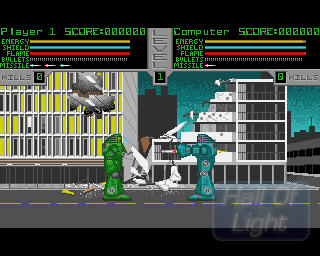 Player 1 SCORE:000000
ENERGY
SHIELD
FLAME
BULLETS
MISSILE
KILLS 0
LEVEL
1
Computer SCORE:000000
ENERGY
SHIELD
FLAME
BULLETS
MISSILE
0 KILLS
Hall Of
Light